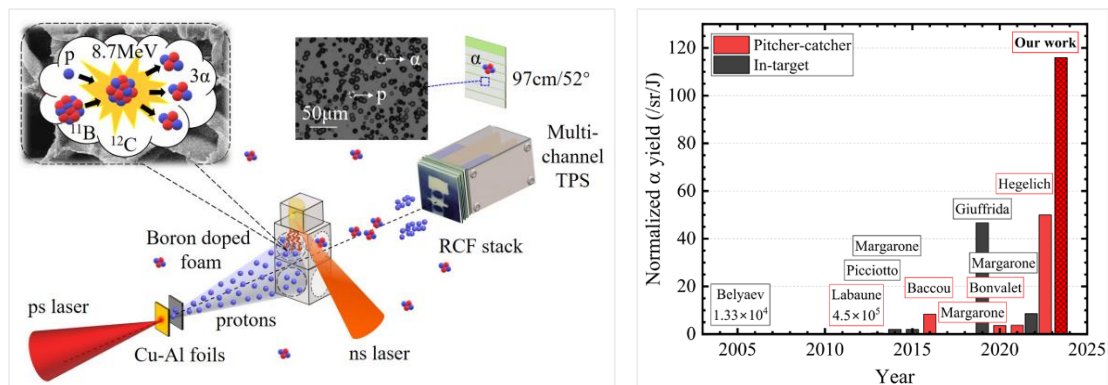 p
8.7MeV
3α
¹¹B
¹²C
α
p
50μm
α
97cm/52°
Multi-
channel
TPS
RCF stack
Boron doped
foam
ps laser
protons
Cu-Al foils
ns laser
Normalized α yield (/sr/J)
120
100
80
60
40
20
0
Pitcher-catcher
In-target
Our work
Hegelich
Giuffrida
Margarone
Picciotto
Margarone
Belyaev
1.33×10⁴
Labaune
4.5×10⁵
Baccou
Bonvalet
Margarone
2005
2010
2015
2020
2025
Year